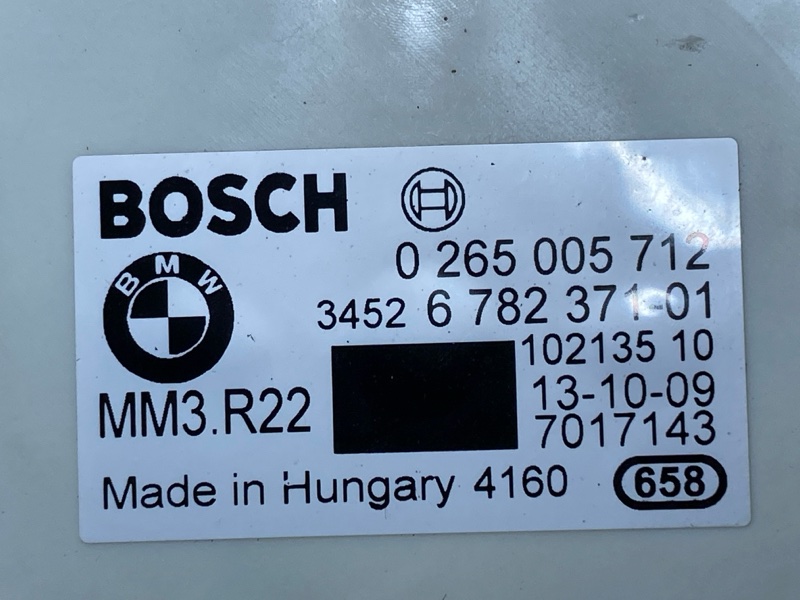 BOSCH
0 265 005 712
BMW
3452 6 782 371-01
102135 10
13-10-09
MM3.R22
7017143
Made in Hungary 4160
658